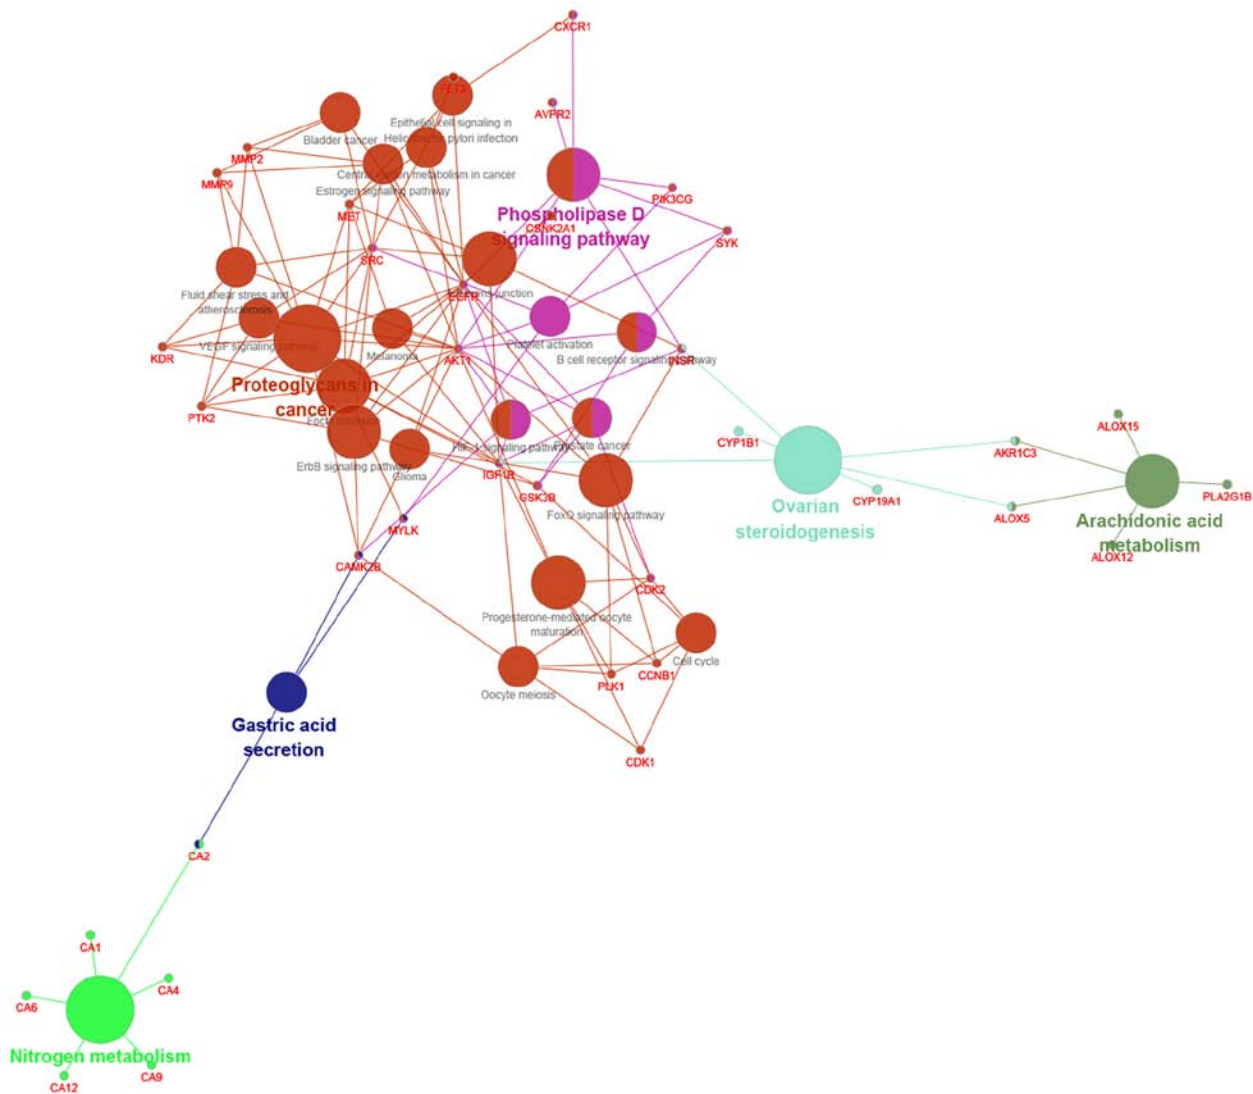 CXCR1
FLT3
AVPR2
Epithelial cell signaling in
Helicobacter pylori infection
Bladder cancer
MMP2
Central carbon metabolism in cancer
MMP9
Estrogen signaling pathway
PIK3CG
MET
Phospholipase D
signaling pathway
CSNK2A1
SYK
SRC
Fluid shear stress and
atherosclerosis
EGFR
junction
VEGF signaling pathway
Platelet activation
KDR
Melanoma
AKT1
B cell receptor signaling pathway
INSR
Proteoglycans in
cancer
PTK2
HIF-1 signaling pathway
Prostate cancer
CYP1B1
ALOX15
AKR1C3
ErbB signaling pathway
Glioma
IGF1R
GSK3B
CYP19A1
PLA2G1B
Ovarian
steroidogenesis
FoxO signaling pathway
ALOX5
Arachidonic acid
metabolism
MYLK
ALOX12
CAMK2B
CDK2
Progesterone-mediated oocyte
maturation
Cell cycle
CCNB1
PLK1
Oocyte meiosis
Gastric acid
secretion
CDK1
CA2
CA1
CA4
CA6
Nitrogen metabolism
CA9
CA12